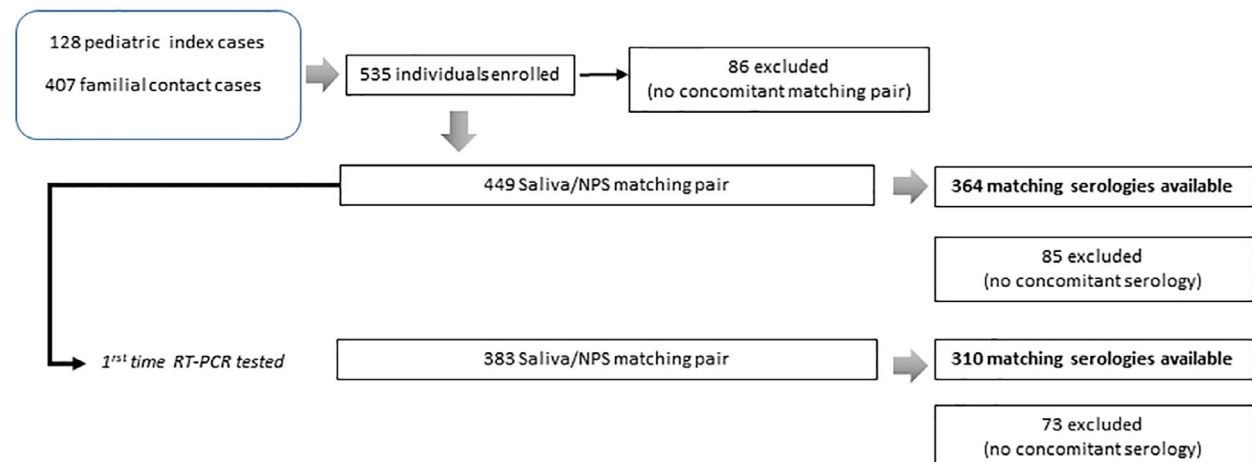 128 pediatric index cases
407 familial contact cases
535 individuals enrolled
86 excluded
(no concomitant matching pair)
449 Saliva/NPS matching pair
364 matching serologies available
85 excluded
(no concomitant serology)
1rst time RT-PCR tested
383 Saliva/NPS matching pair
310 matching serologies available
73 excluded
(no concomitant serology)